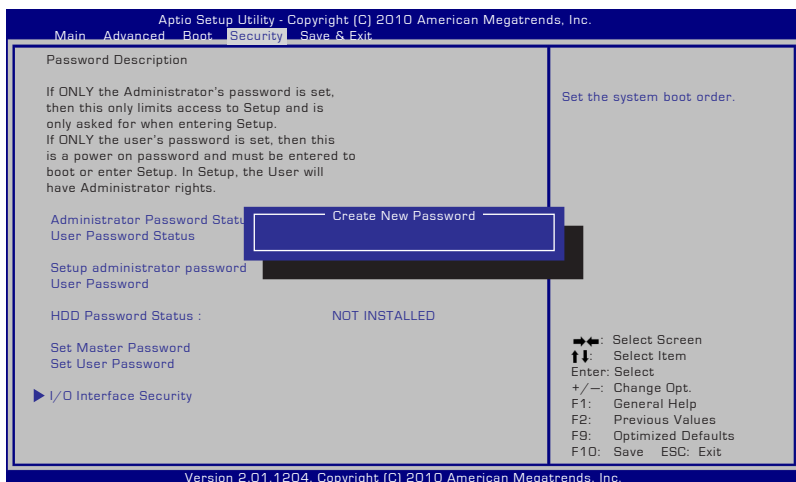 Aptio Setup Utility - Copyright (C) 2010 American Megatrends, Inc.
Main Advanced Boot Security Save & Exit
Password Description
If ONLY the Administrator's password is set,
then this only limits access to Setup and is
only asked for when entering Setup.
If ONLY the user's password is set, then this
is a power on password and must be entered to
boot or enter Setup. In Setup, the User will
have Administrator rights.
Administrator Password Statu
User Password Status
Create New Password
Setup administrator password
User Password
HDD Password Status : NOT INSTALLED
Set Master Password
Set User Password
I/O Interface Security
Set the system boot order.
→←: Select Screen
↑↓: Select Item
Enter: Select
+/—: Change Opt.
F1: General Help
F2: Previous Values
F9: Optimized Defaults
F10: Save ESC: Exit
Version 2.01.1204. Copyright (C) 2010 American Megatrends, Inc.